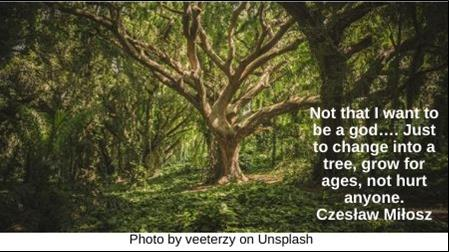 Not that I want to
be a god…. Just
to change into a
tree, grow for
ages, not hurt
anyone.
Czesław Miłosz
Photo by veeterzy on Unsplash